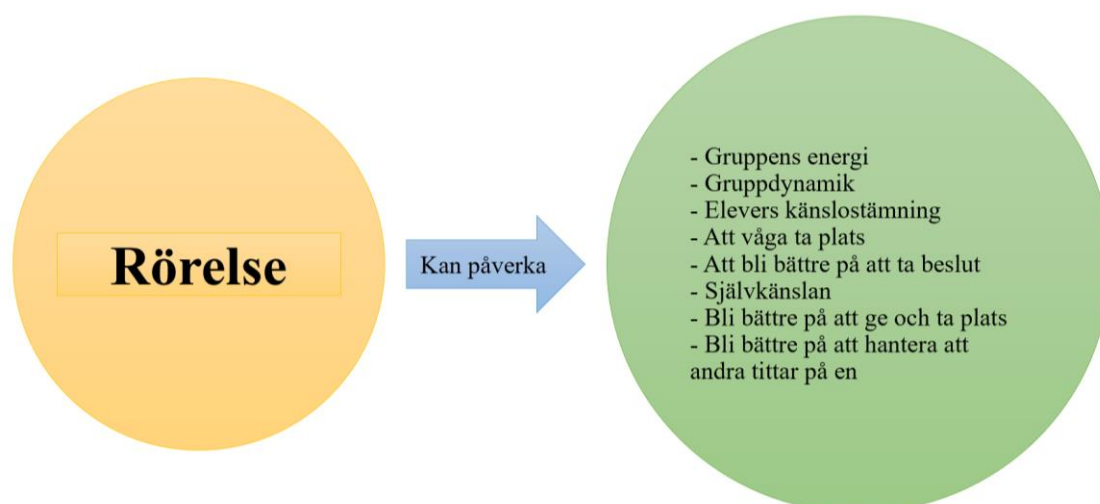 Rörelse
Kan påverka
- Gruppens energi
- Gruppdynamik
- Elevers känslostämning
- Att våga ta plats
- Att bli bättre på att ta beslut
- Självkänslan
- Bli bättre på att ge och ta plats
- Bli bättre på att hantera att
andra tittar på en